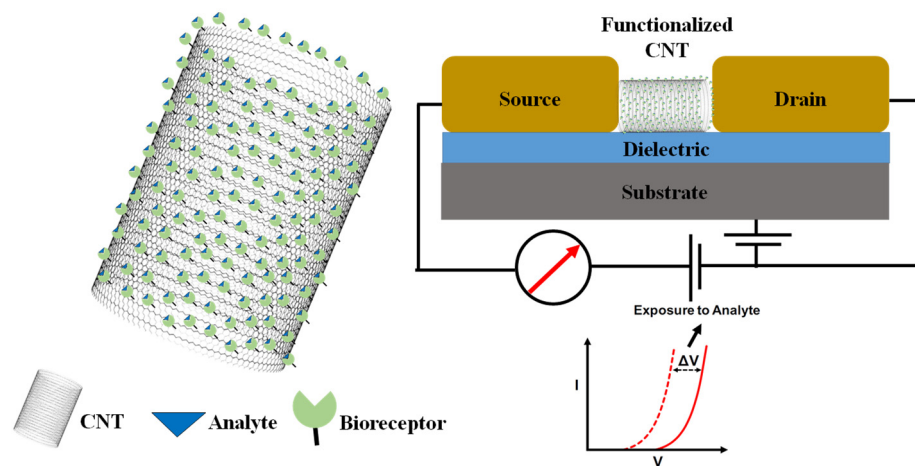 Functionalized
CNT
Source
Drain
Dielectric
Substrate
Exposure to Analyte
ΔV
I
V
CNT
Analyte
Bioreceptor